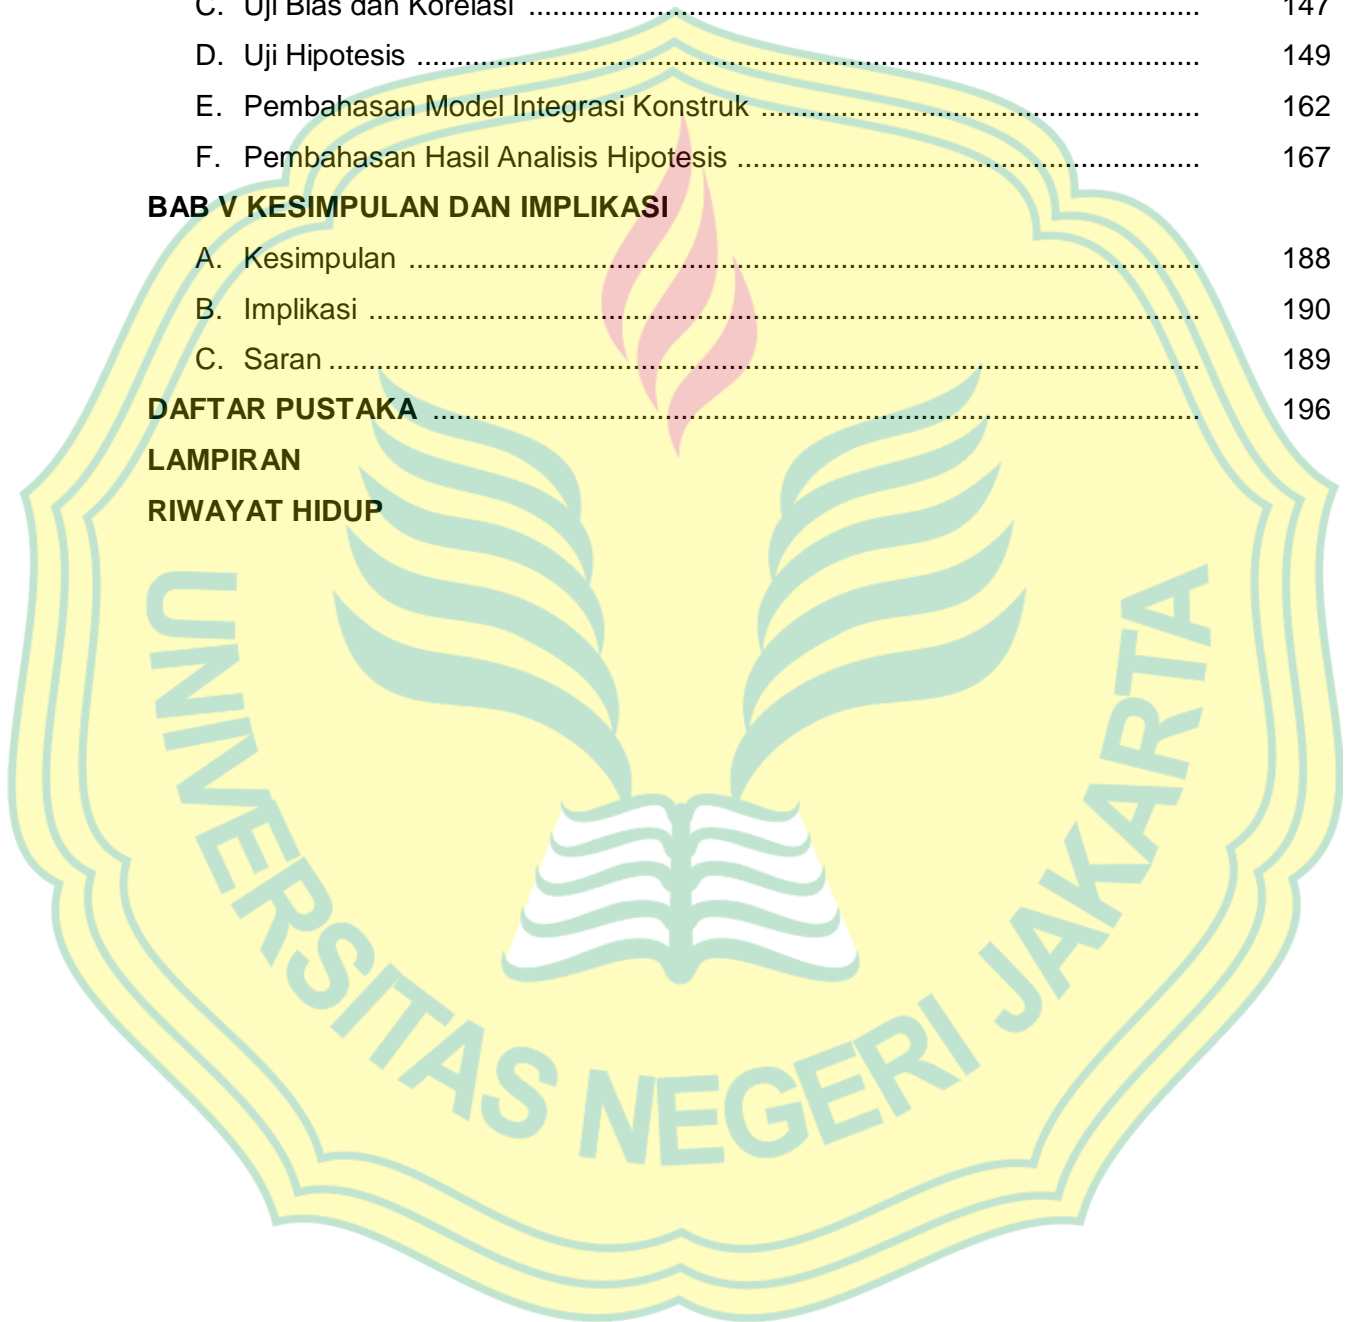 C. Uji Bias dan Korelasi ........................................................................................ 147
D. Uji Hipotesis ........................................................................................ 149
E. Pembahasan Model Integrasi Konstruk ........................................................................................ 162
F. Pembahasan Hasil Analisis Hipotesis ........................................................................................ 167
BAB V KESIMPULAN DAN IMPLIKASI
A. Kesimpulan ........................................................................................ 188
B. Implikasi ........................................................................................ 190
C. Saran ........................................................................................ 189
DAFTAR PUSTAKA ........................................................................................ 196
LAMPIRAN
RIWAYAT HIDUP
UNIVERSITAS NEGERI JAKARTA